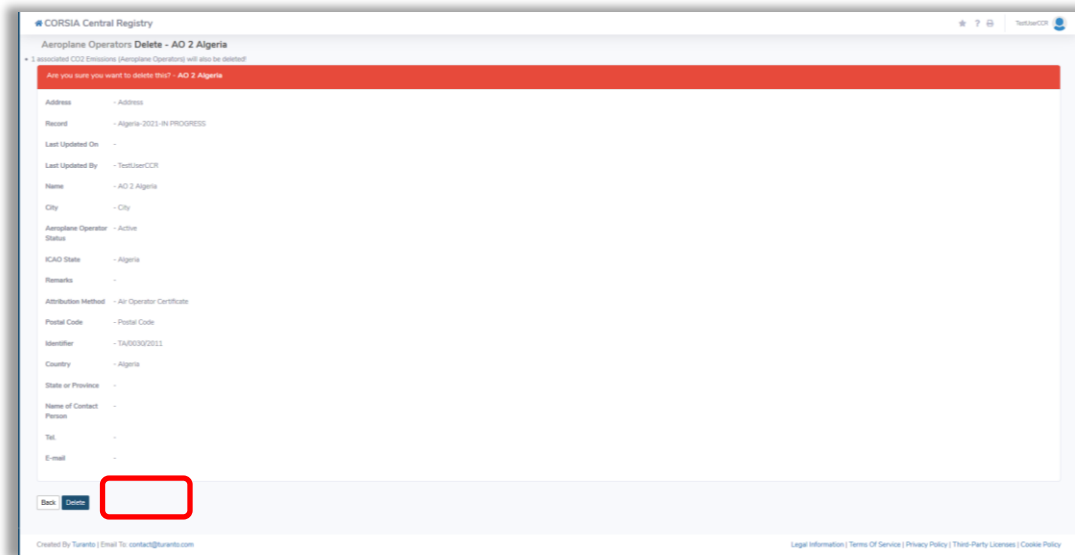 CORSIA Central Registry
? TestUserCCR
Aeroplane Operators Delete - AO 2 Algeria
1 associated CO2 Emissions (Aeroplane Operators) will also be deleted!
Are you sure you want to delete this? - AO 2 Algeria
Address - Address
Record - Algeria-2021-IN PROGRESS
Last Updated On -
Last Updated By - TestUserCCR
Name - AO 2 Algeria
City - City
Aeroplane Operator - Active
Status
ICAO State - Algeria
Remarks -
Attribution Method - Air Operator Certificate
Postal Code - Postal Code
Identifier - TA/0030/2011
Country - Algeria
State or Province -
Name of Contact -
Person
Tel. -
E-mail -
Back Delete
Created By Turanto | Email To: contact@turanto.com Legal Information | Terms Of Service | Privacy Policy | Third-Party Licenses | Cookie Policy